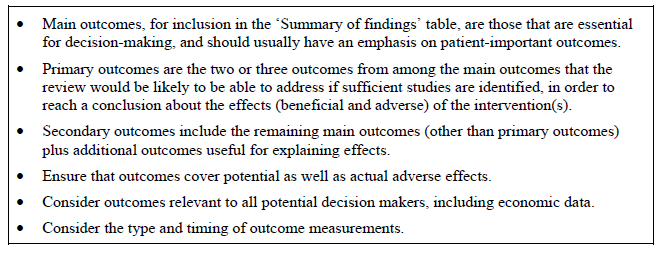 • Main outcomes, for inclusion in the ‘Summary of findings’ table, are those that are essential
for decision-making, and should usually have an emphasis on patient-important outcomes.
• Primary outcomes are the two or three outcomes from among the main outcomes that the
review would be likely to be able to address if sufficient studies are identified, in order to
reach a conclusion about the effects (beneficial and adverse) of the intervention(s).
• Secondary outcomes include the remaining main outcomes (other than primary outcomes)
plus additional outcomes useful for explaining effects.
• Ensure that outcomes cover potential as well as actual adverse effects.
• Consider outcomes relevant to all potential decision makers, including economic data.
• Consider the type and timing of outcome measurements.